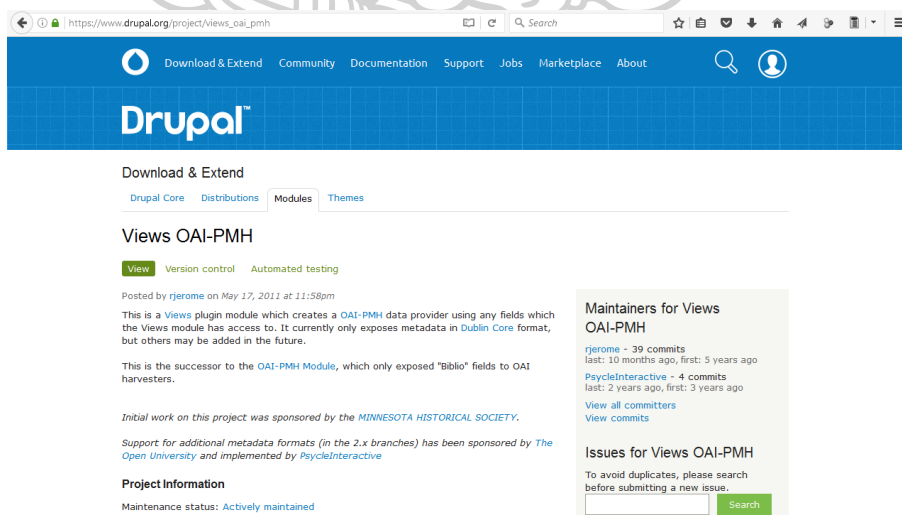 https://www.drupal.org/project/views_oai_pmh
Search
Download & Extend Community Documentation Support Jobs Marketplace About
Drupal™
Download & Extend
Drupal Core Distributions Modules Themes
Views OAI-PMH
View Version control Automated testing
Posted by rjerome on May 17, 2011 at 11:58pm
This is a Views plugin module which creates a OAI-PMH data provider using any fields which
the Views module has access to. It currently only exposes metadata in Dublin Core format,
but others may be added in the future.
This is the successor to the OAI-PMH Module, which only exposed "Biblio" fields to OAI
harvesters.
Initial work on this project was sponsored by the MINNESOTA HISTORICAL SOCIETY.
Support for additional metadata formats (in the 2.x branches) has been sponsored by The
Open University and implemented by PsycleInteractive
Project Information
Maintenance status: Actively maintained
Maintainers for Views
OAI-PMH
rjerome - 39 commits
last: 10 months ago, first: 5 years ago
PsycleInteractive - 4 commits
last: 2 years ago, first: 3 years ago
View all committers
View commits
Issues for Views OAI-PMH
To avoid duplicates, please search
before submitting a new issue.
Search